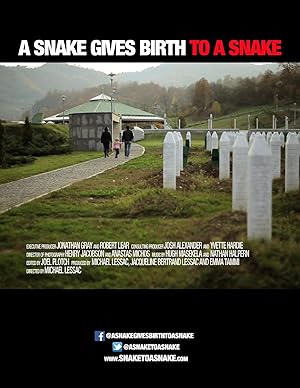 A SNAKE GIVES BIRTH TO A SNAKE
EXECUTIVE PRODUCER JONATHAN GRAY AND ROBERT LEAR CONSULTING PRODUCER JOSH ALEXANDER AND YVETTE HARDIE
DIRECTOR OF PHOTOGRAPHY HENRY JACOBSON AND ANASTAS MICHOS MUSIC BY HUGH MASEKELA AND NATHAN HALPERN
EDITED BY JOEL PLOTCH PRODUCED BY MICHAEL LESSAC, JACQUELINE BERTRAND LESSAC AND EMMA TAMMI
DIRECTED BY MICHAEL LESSAC
@ASNAKEGIVESBIRTHTOASNAKE
@ASNAKETOASNAKE
WWW.SNAKETOASNAKE.COM